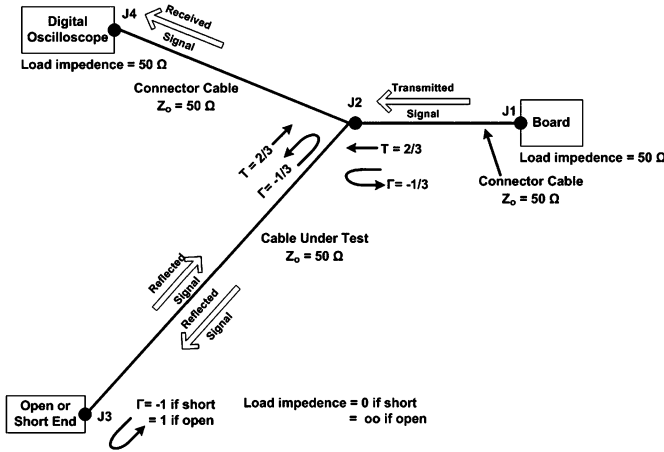 Digital
Oscilloscope
J4
Received
Signal
Load impedence = 50 Ω
Connector Cable
Zo = 50 Ω
J2
Transmitted
Signal
J1
Board
Load impedence = 50 Ω
T = 2/3
Γ= -1/3
T = 2/3
Γ= -1/3
Connector Cable
Zo = 50 Ω
Cable Under Test
Zo = 50 Ω
Reflected
Signal
Reflected
Signal
Open or
Short End
J3
Γ= -1 if short
= 1 if open
Load impedance = 0 if short
= oo if open